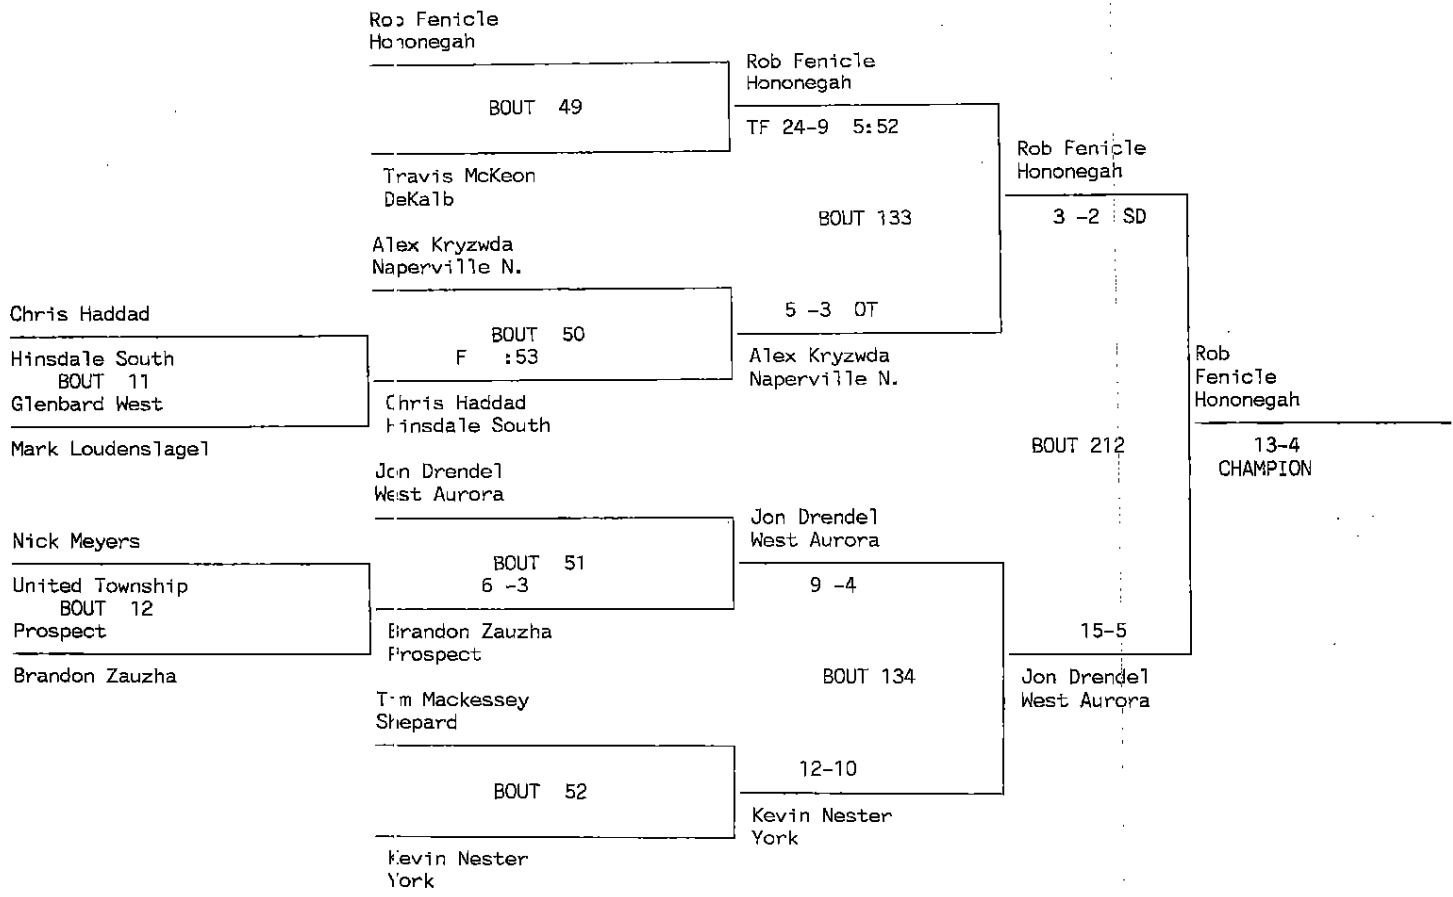 Rob Fenicle
Hononegah
BOUT 49
Travis McKeon
DeKalb
Rob Fenicle
Hononegah
TF 24-9 5:52
BOUT 133
Rob Fenicle
Hononegah
3 -2 SD
Alex Kryzwda
Naperville N.
Chris Haddad
Hinsdale South
BOUT 11
Glenbard West
Mark Loudenslagel
BOUT 50
F :53
Chris Haddad
Hinsdale South
5 -3 OT
Alex Kryzwda
Naperville N.
Rob
Fenicle
Hononegah
13-4
CHAMPION
BOUT 212
Jon Drendel
West Aurora
Nick Meyers
United Township
BOUT 12
Prospect
Brandon Zauzha
BOUT 51
6 -3
Brandon Zauzha
Prospect
Jon Drendel
West Aurora
9 -4
BOUT 134
15-5
Jon Drendel
West Aurora
Tim Mackessey
Shepard
BOUT 52
Kevin Nester
York
12-10
Kevin Nester
York